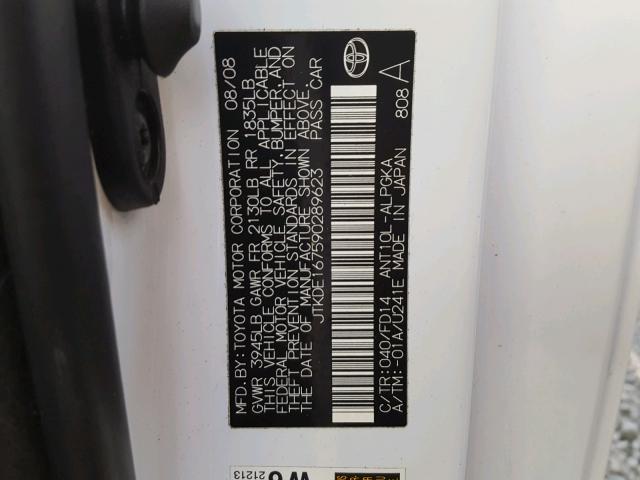 MFD.BY:TOYOTA MOTOR CORPORATION 08/08
GVWR 3945LB GAWR FR 2130LB RR 1835LB
THIS VEHICLE CONFORMS TO ALL APPLICABLE
FEDERAL MOTOR VEHICLE SAFETY, BUMPER, AND
THEFT PREVENTION STANDARDS IN EFFECT ON
THE DATE OF MANUFACTURE SHOWN ABOVE.
JTKDE167590289623 PASS CAR
C/TR:040/FD14 ANT10L-ALPGKA
A/TM:-01A/U241E MADE IN JAPAN 808 A
21213